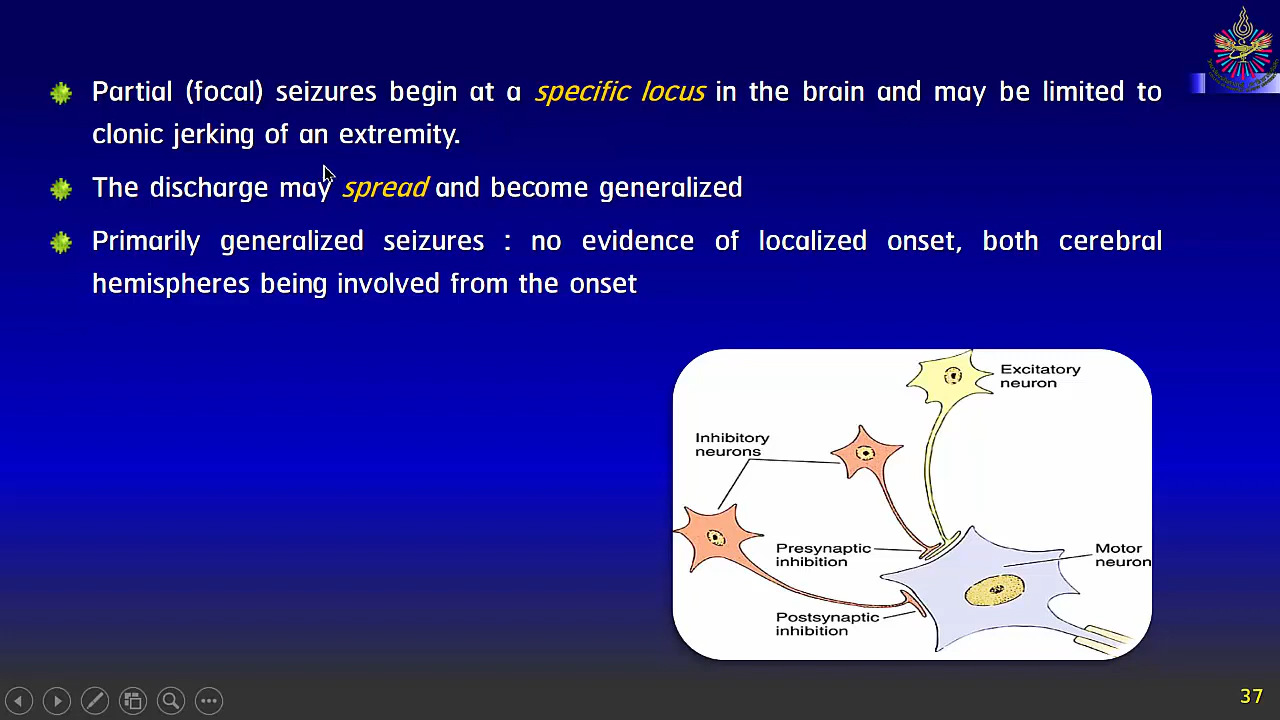 Partial (focal) seizures begin at a specific locus in the brain and may be limited to
clonic jerking of an extremity.
The discharge may spread and become generalized
Primarily generalized seizures : no evidence of localized onset, both cerebral
hemispheres being involved from the onset
Excitatory
neuron
Inhibitory
neurons
Presynaptic
inhibition
Motor
neuron
Postsynaptic
inhibition
37